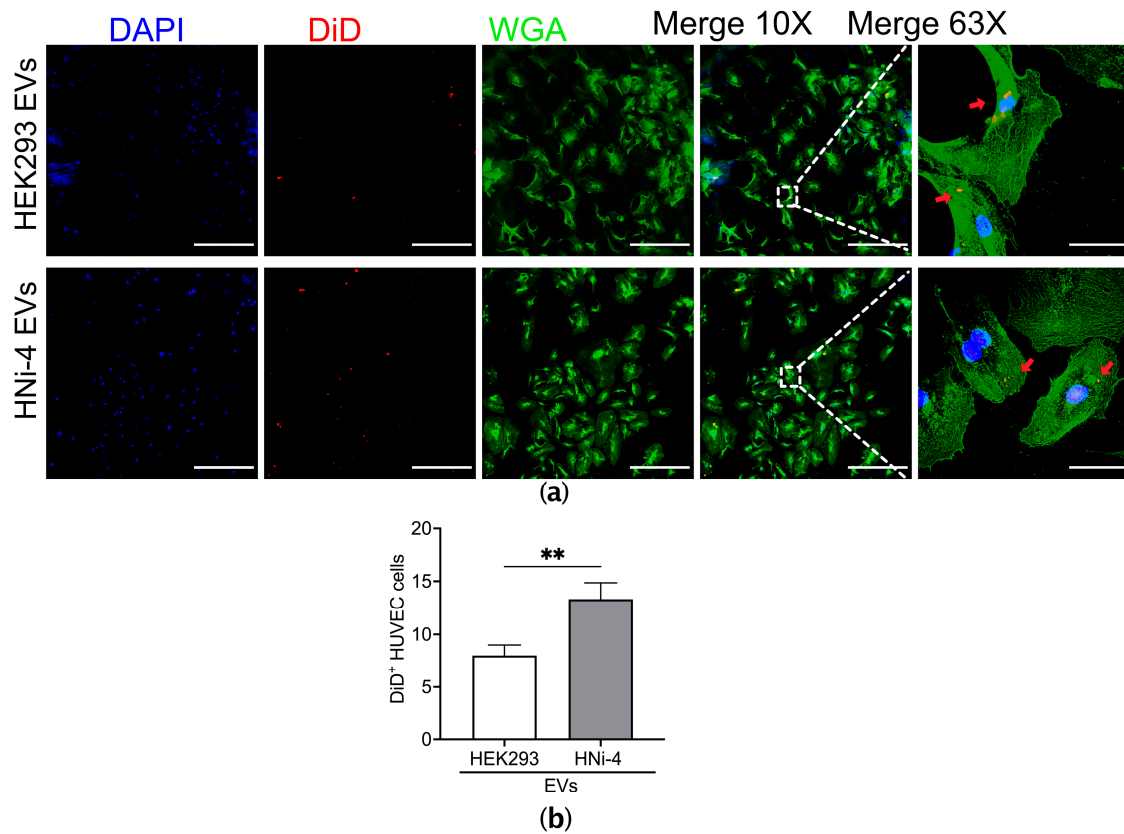 DAPI DiD WGA Merge 10X Merge 63X
HEK293 EVs
HNi-4 EVs
(a)
20
**
15
10
5
0
DiD⁺ HUVEC cells
HEK293 HNi-4
EVs
(b)